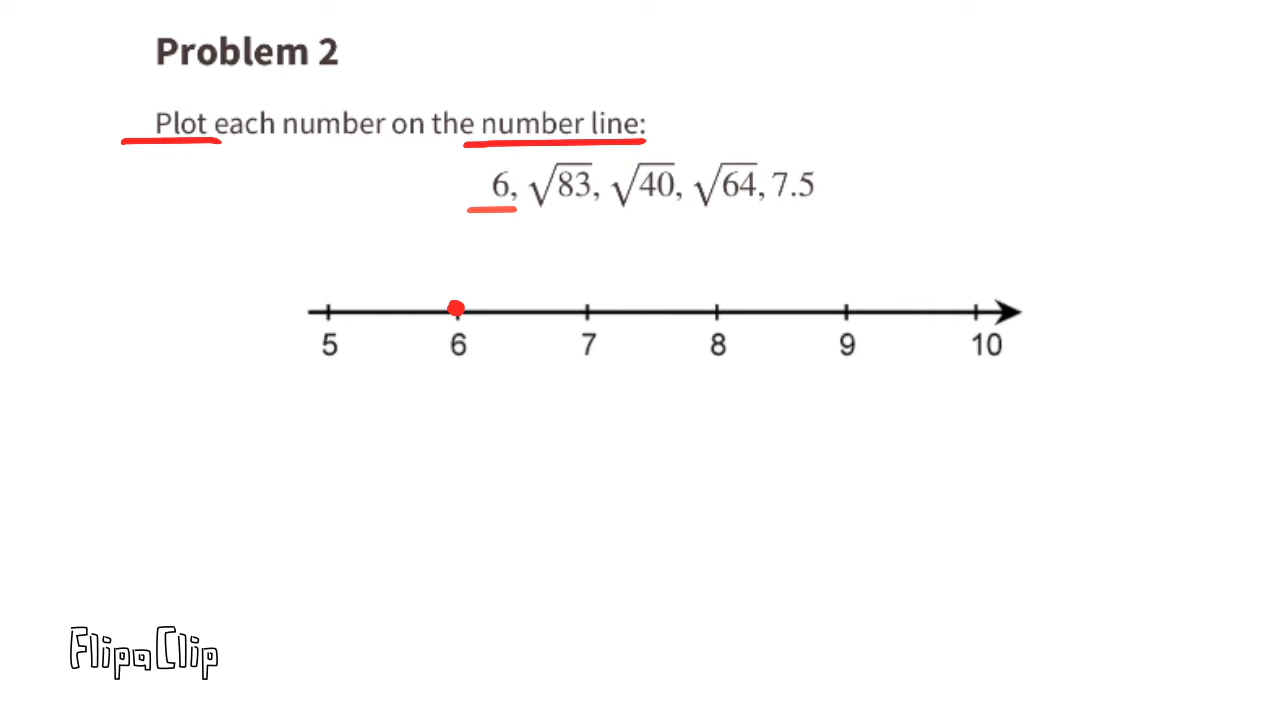 Problem 2
Plot each number on the number line:
6, √83, √40, √64, 7.5
5 6 7 8 9 10
FlipaClip